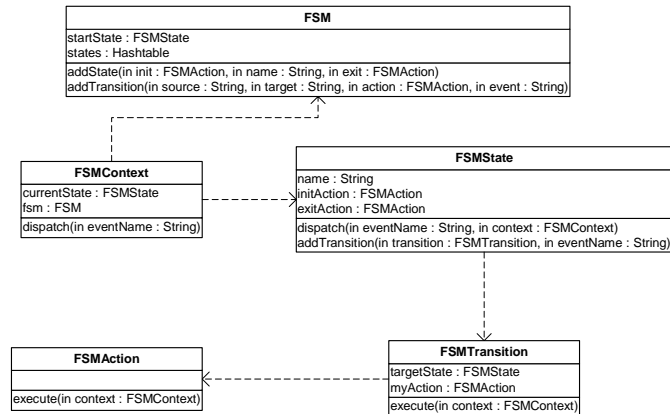 FSM
startState : FSMState
states : Hashtable
addState(in init : FSMAction, in name : String, in exit : FSMAction)
addTransition(in source : String, in target : String, in action : FSMAction, in event : String)
FSMContext
currentState : FSMState
fsm : FSM
dispatch(in eventName : String)
FSMState
name : String
initAction : FSMAction
exitAction : FSMAction
dispatch(in eventName : String, in context : FSMContext)
addTransition(in transition : FSMTransition, in eventName : String)
FSMAction
execute(in context : FSMContext)
FSMTransition
targetState : FSMState
myAction : FSMAction
execute(in context : FSMContext)